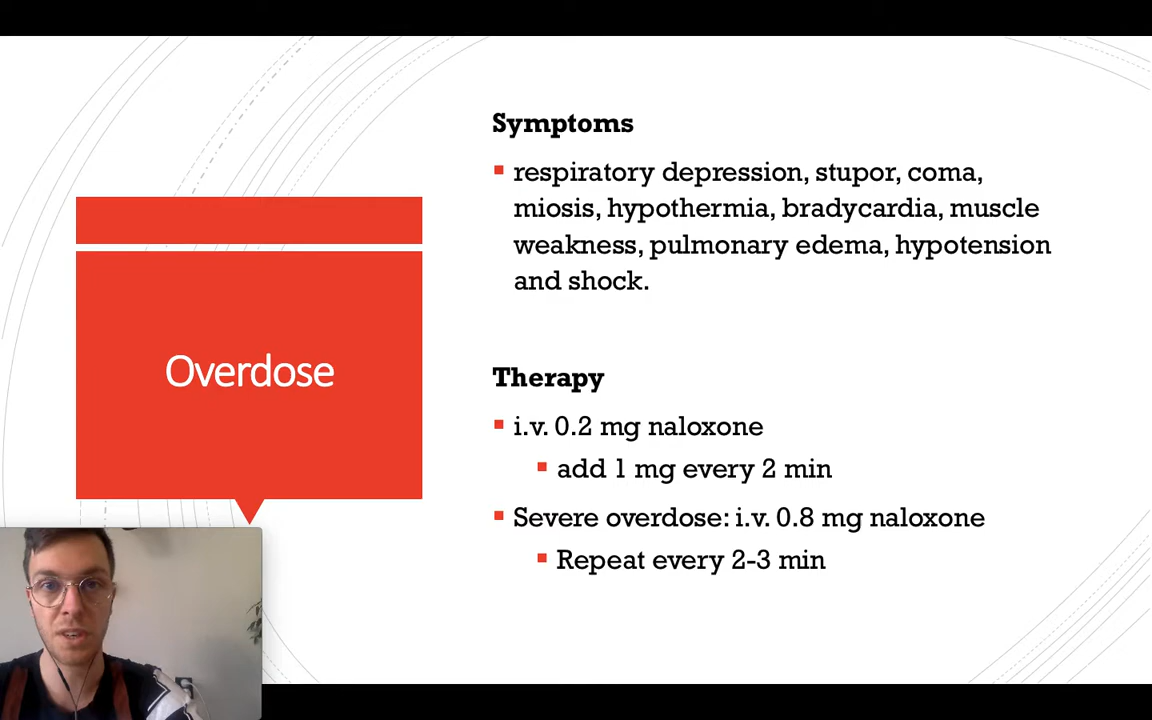 Overdose
Symptoms
respiratory depression, stupor, coma,
miosis, hypothermia, bradycardia, muscle
weakness, pulmonary edema, hypotension
and shock.
Therapy
i.v. 0.2 mg naloxone
add 1 mg every 2 min
Severe overdose: i.v. 0.8 mg naloxone
Repeat every 2-3 min